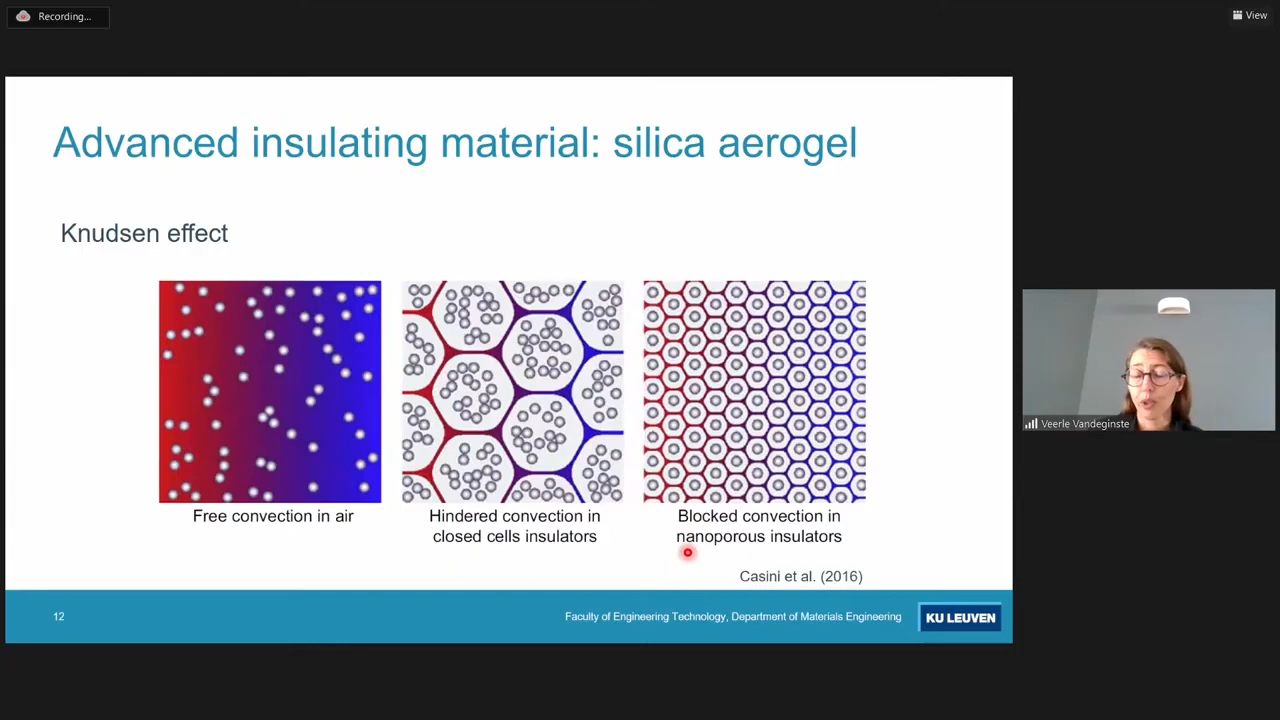 Recording...
View
Advanced insulating material: silica aerogel
Knudsen effect
Free convection in air
Hindered convection in
closed cells insulators
Blocked convection in
nanoporous insulators
Casini et al. (2016)
Veerle Vandeginste
12
Faculty of Engineering Technology, Department of Materials Engineering
KU LEUVEN